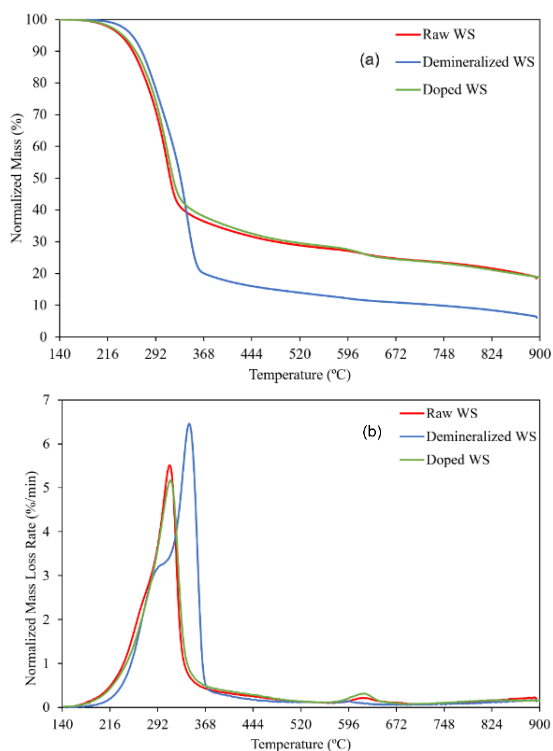 100
90
80
70
60
50
40
30
20
10
0
Normalized Mass (%)
(a)
Raw WS
Demineralized WS
Doped WS
140 216 292 368 444 520 596 672 748 824 900
Temperature (ºC)
7
6
5
4
3
2
1
0
Normalized Mass Loss Rate (%/min)
(b)
Raw WS
Demineralized WS
Doped WS
140 216 292 368 444 520 596 672 748 824 900
Temperature (ºC)